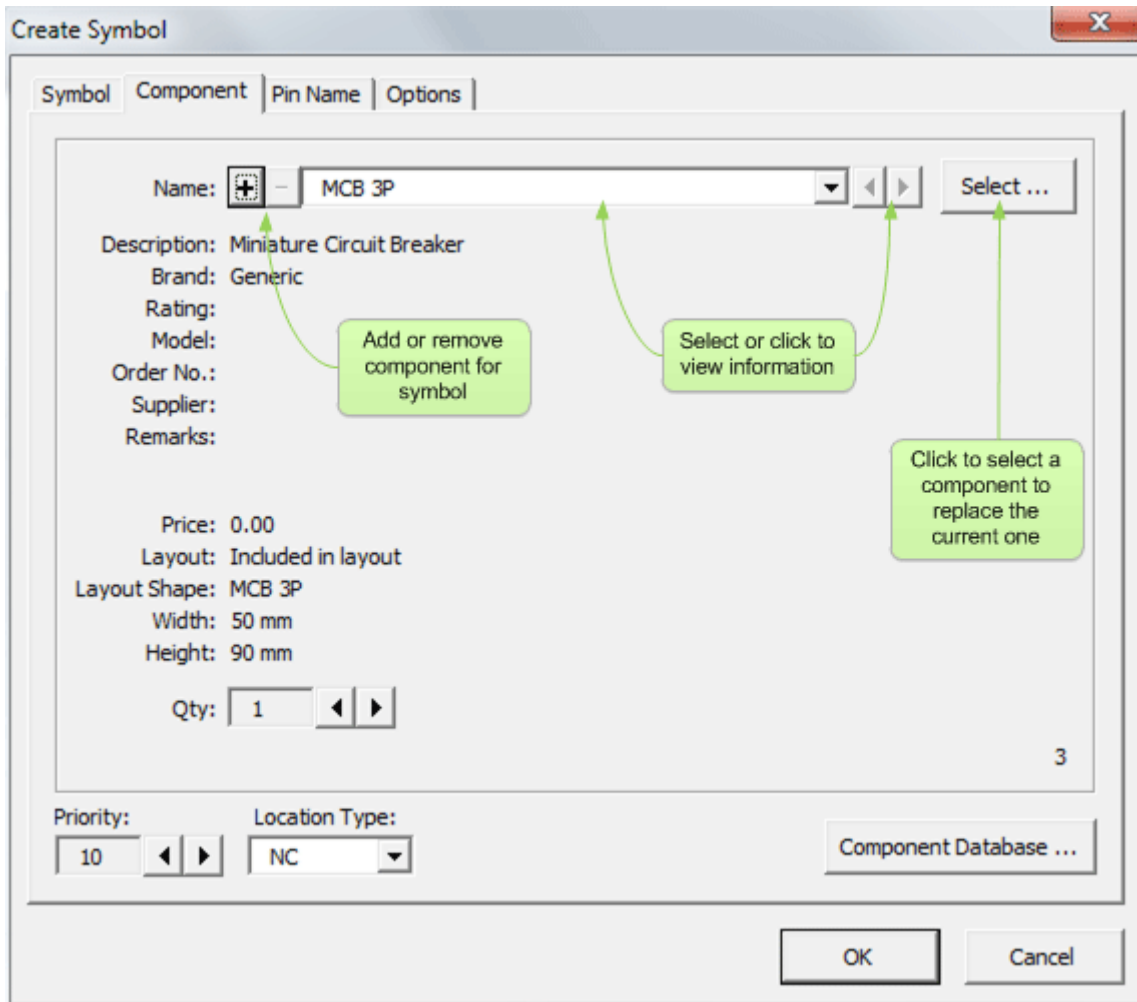 Create Symbol
Symbol Component Pin Name Options
Name: + - MCB 3P Select ...
Description: Miniature Circuit Breaker
Brand: Generic
Rating:
Model:
Order No.:
Supplier:
Remarks:
Add or remove
component for
symbol
Select or click to
view information
Click to select a
component to
replace the
current one
Price: 0.00
Layout: Included in layout
Layout Shape: MCB 3P
Width: 50 mm
Height: 90 mm
Qty: 1
3
Priority: Location Type:
10 NC Component Database ...
OK Cancel